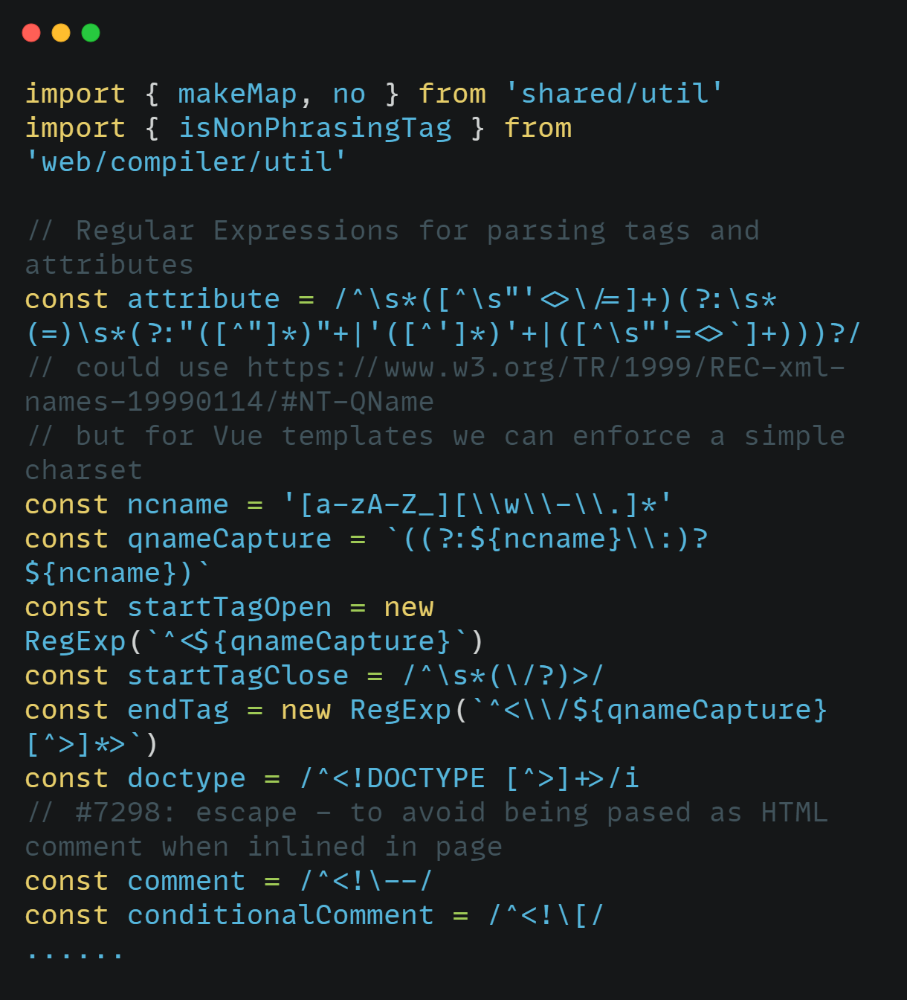 import { makeMap, no } from 'shared/util'
import { isNonPhrasingTag } from
'web/compiler/util'
// Regular Expressions for parsing tags and
attributes
const attribute = /^\s*([^\s"'<>\/=]+)(?:\s*
(=)\s*(?:"([^"]*)"+|'([^']*)'+|([^\s"'=<>`]+)))?/
// could use https://www.w3.org/TR/1999/REC-xml-
names-19990114/#NT-QName
// but for Vue templates we can enforce a simple
charset
const ncname = '[a-zA-Z_][\\w\\-\\.]*'
const qnameCapture = `((?:${ncname}\\:)?
${ncname})`
const startTagOpen = new
RegExp(`^<${qnameCapture}`)
const startTagClose = /^\s*(\/?)>/
const endTag = new RegExp(`^<\\/${qnameCapture}
[^>]*>`)
const doctype = /^<!DOCTYPE [^>]+>/i
// #7298: escape - to avoid being pased as HTML
comment when inlined in page
const comment = /^<!\--/
const conditionalComment = /^<!\[/
......